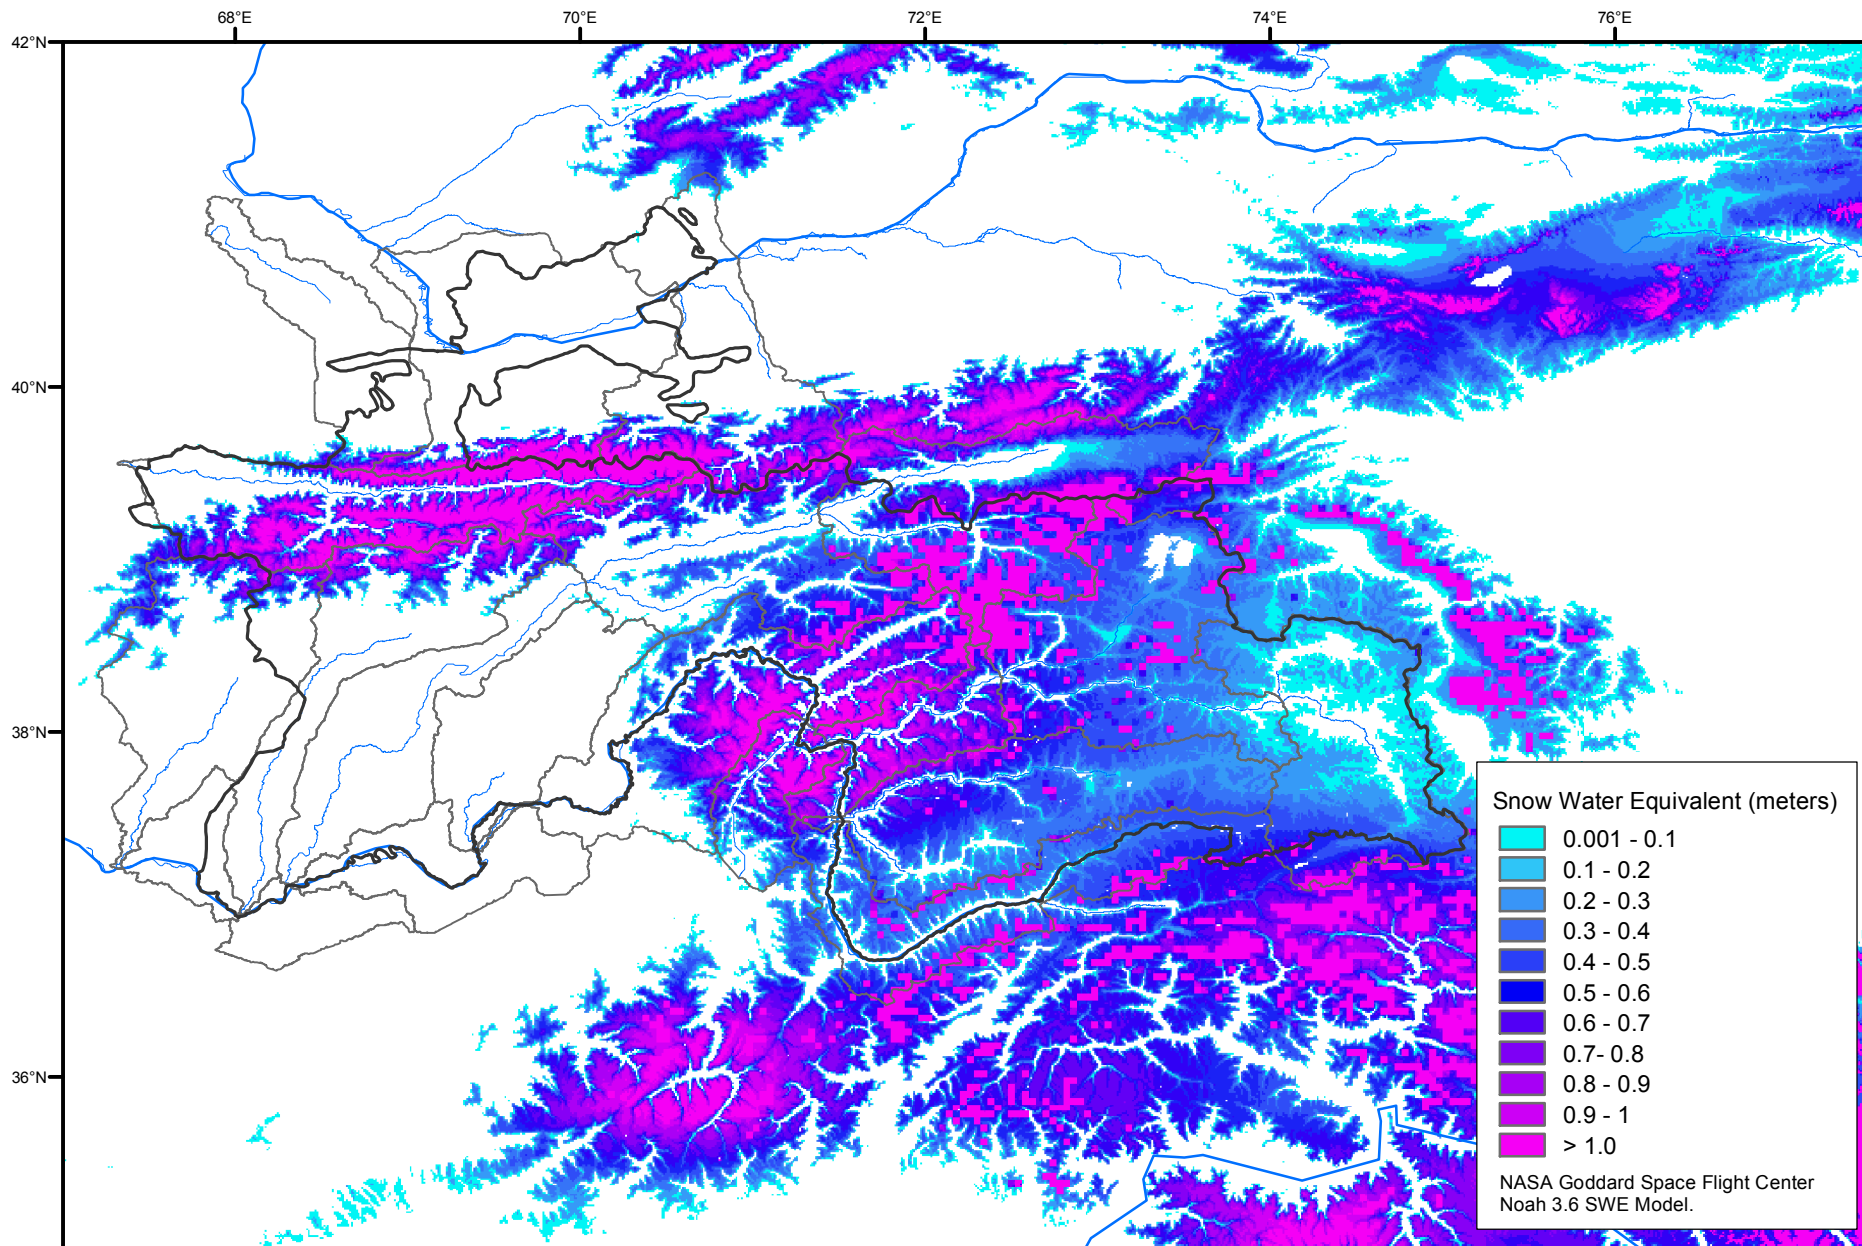 68°E
70°E
72°E
74°E
76°E
42°N
40°N
38°N
36°N
Snow Water Equivalent (meters)
0.001 - 0.1
0.1 - 0.2
0.2 - 0.3
0.3 - 0.4
0.4 - 0.5
0.5 - 0.6
0.6 - 0.7
0.7- 0.8
0.8 - 0.9
0.9 - 1
> 1.0
NASA Goddard Space Flight Center
Noah 3.6 SWE Model.